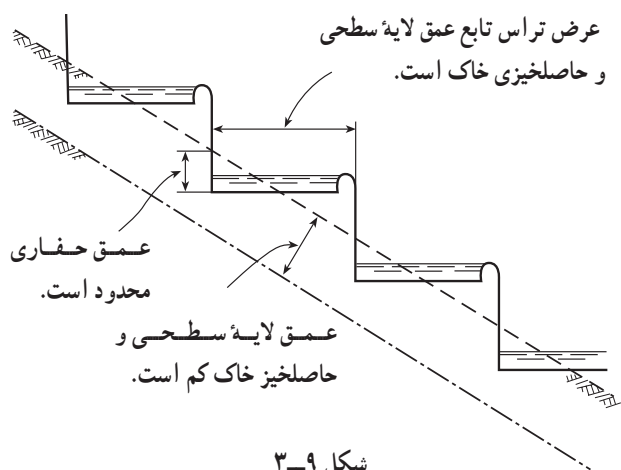 عرض تراس تابع عمق لایهٔ سطحی
و حاصلخیزی خاک است.
عمق حفاری
محدود است.
عمق لایهٔ سطحی و
حاصلخیز خاک کم است.
شکل ۹ــ۳